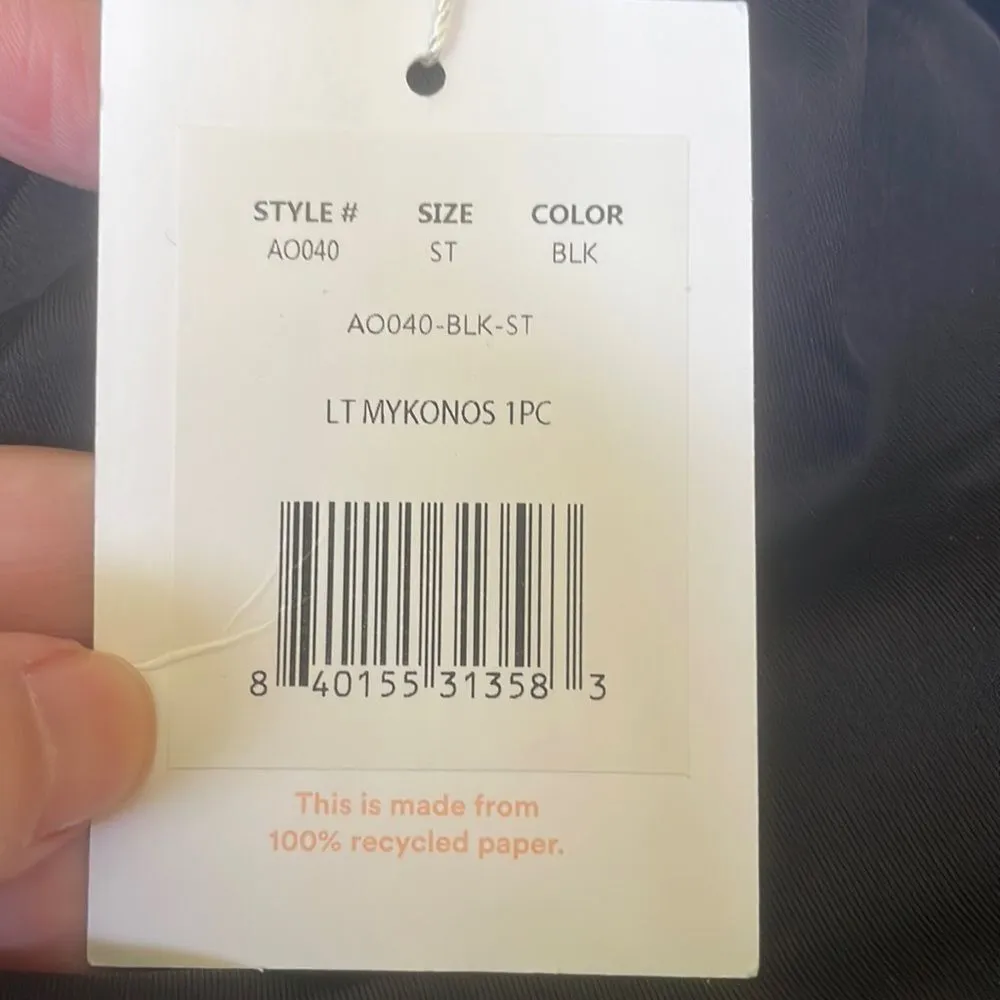 STYLE # SIZE COLOR
AO040 ST BLK
AO040-BLK-ST
LT MYKONOS 1PC
8 40155 31358 3
This is made from
100% recycled paper.